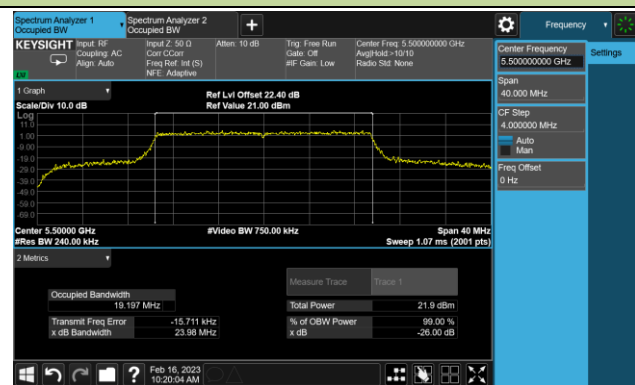 Spectrum Analyzer 1
Occupied BW
Spectrum Analyzer 2
Occupied BW
+
Frequency
KEYSIGHT
Input: RF
Coupling: AC
Align: Auto
Input Z: 50 Ω
Corr CCorr
Freq Ref: Int (S)
NFE: Adaptive
Atten: 10 dB
Trig: Free Run
Gate: Off
#IF Gain: Low
Center Freq: 5.500000000 GHz
Avg|Hold:>10/10
Radio Std: None
LXI
Center Frequency
5.500000000 GHz
Settings
Span
40.000 MHz
CF Step
4.000000 MHz
Auto
Man
Freq Offset
0 Hz
1 Graph
Scale/Div 10.0 dB
Ref Lvl Offset 22.40 dB
Ref Value 21.00 dBm
Log
11.0
1.00
-9.00
-19.0
-29.0
-39.0
-49.0
-59.0
-69.0
Center 5.50000 GHz
#Res BW 240.00 kHz
#Video BW 750.00 kHz
Span 40 MHz
Sweep 1.07 ms (2001 pts)
2 Metrics
Measure Trace
Trace 1
Occupied Bandwidth
19.197 MHz
Total Power
21.9 dBm
Transmit Freq Error
-15.711 kHz
% of OBW Power
99.00 %
x dB Bandwidth
23.98 MHz
x dB
-26.00 dB
?
Feb 16, 2023
10:20:04 AM